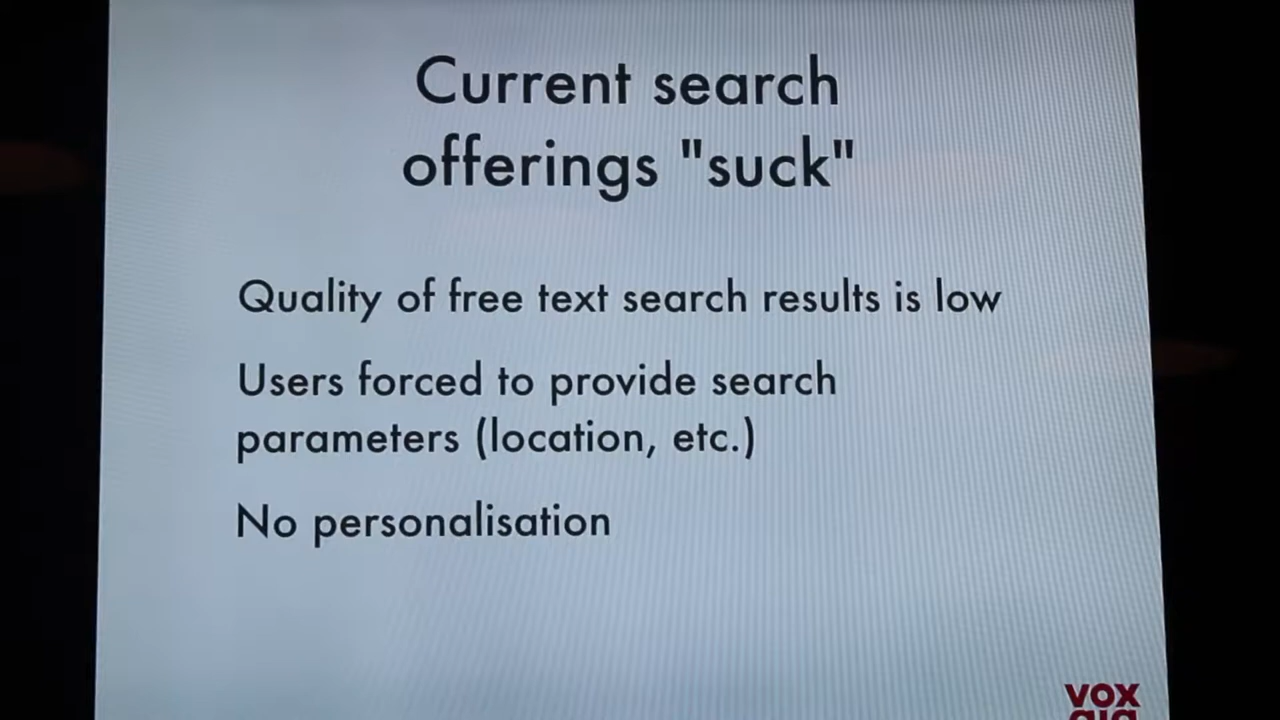 Current search
offerings "suck"
Quality of free text search results is low
Users forced to provide search
parameters (location, etc.)
No personalisation
vox